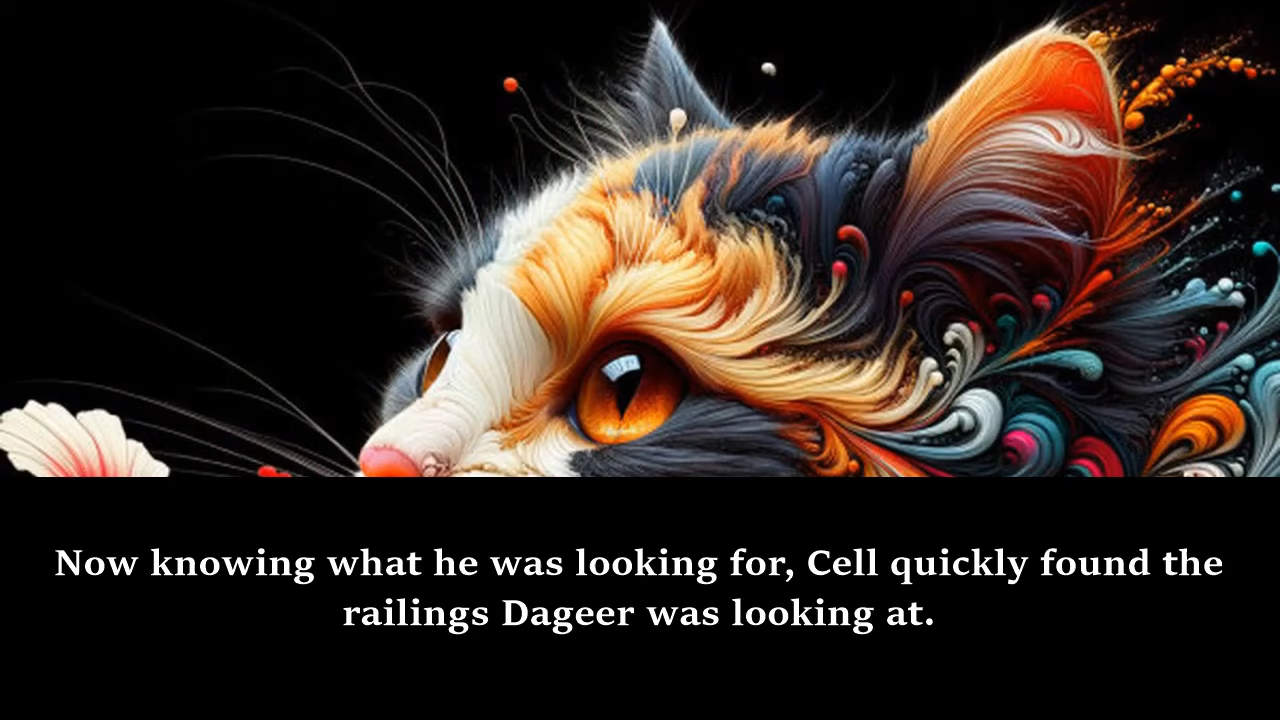 Now knowing what he was looking for, Cell quickly found the
railings Dageer was looking at.